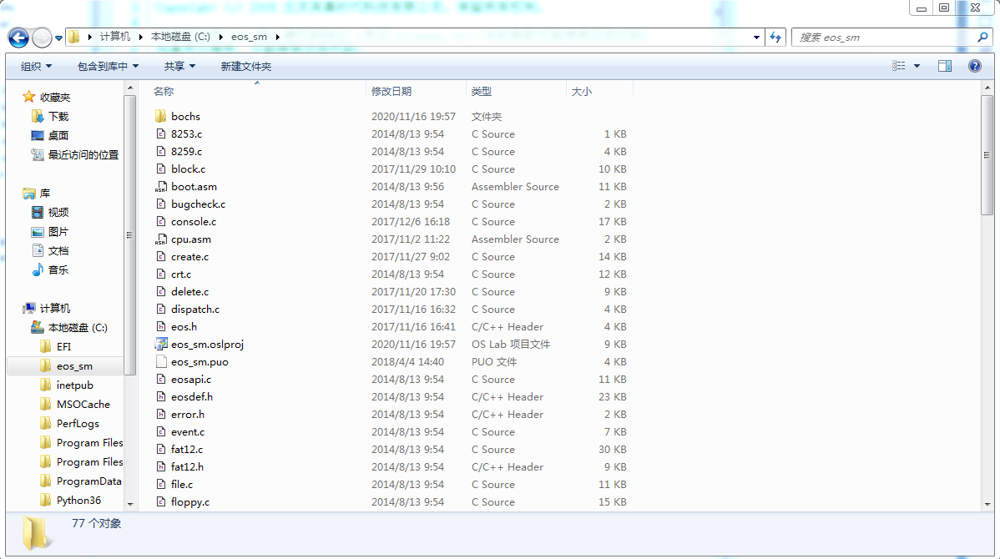 计算机 本地磁盘 (C:) eos_sm 搜索 eos_sm
组织 包含到库中 共享 新建文件夹
收藏夹
下载
桌面
最近访问的位置
库
视频
图片
文档
音乐
计算机
本地磁盘 (C:)
EFI
eos_sm
inetpub
MSOCache
PerfLogs
Program Files
Program Files
ProgramData
Python36
名称 修改日期 类型 大小
bochs 2020/11/16 19:57 文件夹
8253.c 2014/8/13 9:54 C Source 1 KB
8259.c 2014/8/13 9:54 C Source 4 KB
block.c 2017/11/29 10:10 C Source 10 KB
boot.asm 2014/8/13 9:56 Assembler Source 11 KB
bugcheck.c 2014/8/13 9:54 C Source 2 KB
console.c 2017/12/6 16:18 C Source 17 KB
cpu.asm 2017/11/2 11:22 Assembler Source 2 KB
create.c 2017/11/27 9:02 C Source 14 KB
crt.c 2014/8/13 9:54 C Source 12 KB
delete.c 2017/11/20 17:30 C Source 9 KB
dispatch.c 2017/11/16 16:32 C Source 4 KB
eos.h 2017/11/16 16:41 C/C++ Header 4 KB
eos_sm.oslproj 2020/11/16 19:57 OS Lab 项目文件 9 KB
eos_sm.puo 2018/4/4 14:40 PUO 文件 4 KB
eosapi.c 2014/8/13 9:54 C Source 11 KB
eosdef.h 2014/8/13 9:54 C/C++ Header 23 KB
error.h 2014/8/13 9:54 C/C++ Header 2 KB
event.c 2014/8/13 9:54 C Source 7 KB
fat12.c 2014/8/13 9:54 C Source 30 KB
fat12.h 2014/8/13 9:54 C/C++ Header 9 KB
file.c 2014/8/13 9:54 C Source 11 KB
floppy.c 2014/8/13 9:54 C Source 15 KB
77 个对象